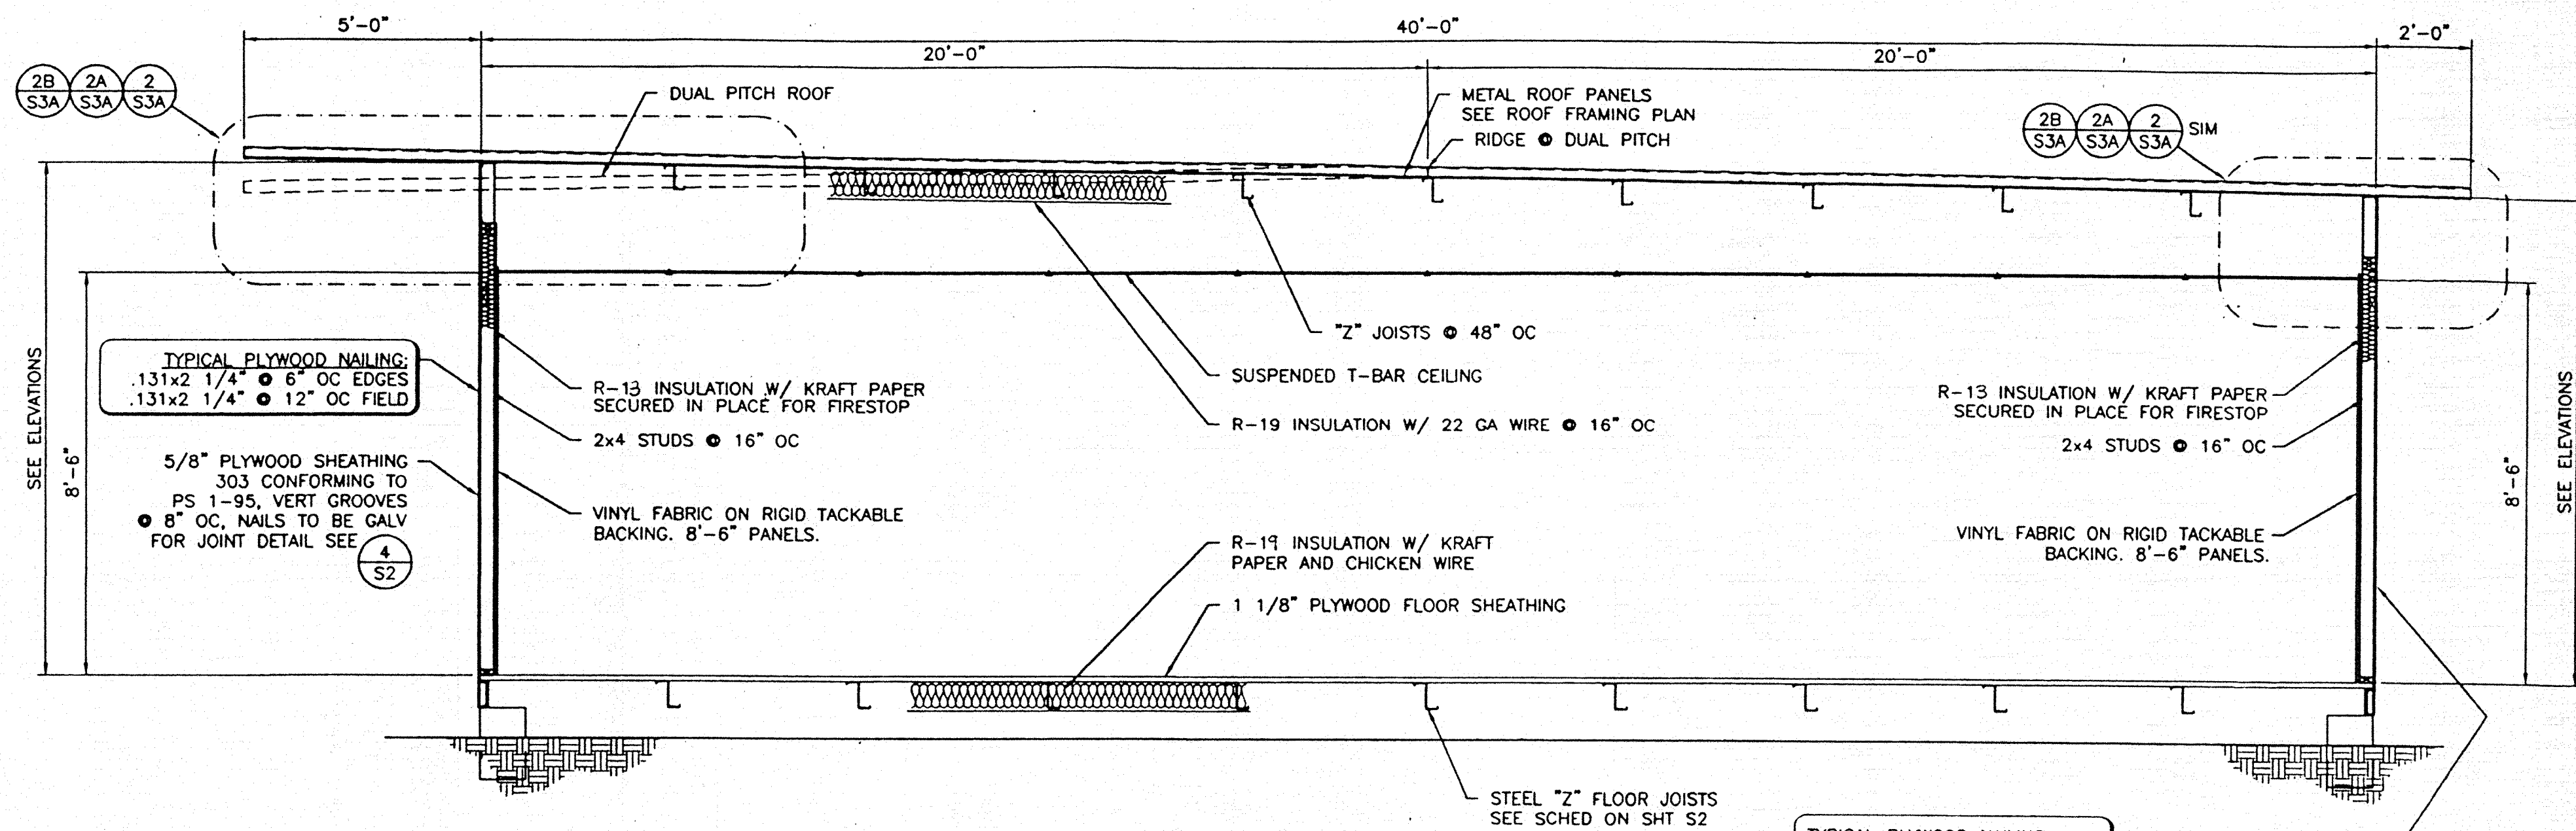 5'-0"
40'-0"
2'-0"
20'-0"
20'-0"
2B 2A 2
S3A S3A S3A
DUAL PITCH ROOF
METAL ROOF PANELS
SEE ROOF FRAMING PLAN
RIDGE @ DUAL PITCH
2B 2A 2 SIM
S3A S3A S3A
"Z" JOISTS @ 48" OC
SUSPENDED T-BAR CEILING
R-19 INSULATION W/ 22 GA WIRE @ 16" OC
SEE ELEVATIONS
8'-6"
TYPICAL PLYWOOD NAILING:
.131x2 1/4" @ 6" OC EDGES
.131x2 1/4" @ 12" OC FIELD
5/8" PLYWOOD SHEATHING
303 CONFORMING TO
PS 1-95, VERT GROOVES
@ 8" OC, NAILS TO BE GALV
FOR JOINT DETAIL SEE
4
S2
R-13 INSULATION W/ KRAFT PAPER
SECURED IN PLACE FOR FIRESTOP
2x4 STUDS @ 16" OC
VINYL FABRIC ON RIGID TACKABLE
BACKING. 8'-6" PANELS.
R-19 INSULATION W/ KRAFT
PAPER AND CHICKEN WIRE
1 1/8" PLYWOOD FLOOR SHEATHING
R-13 INSULATION W/ KRAFT PAPER
SECURED IN PLACE FOR FIRESTOP
2x4 STUDS @ 16" OC
VINYL FABRIC ON RIGID TACKABLE
BACKING. 8'-6" PANELS.
8'-6"
SEE ELEVATIONS
STEEL "Z" FLOOR JOISTS
SEE SCHED ON SHT S2